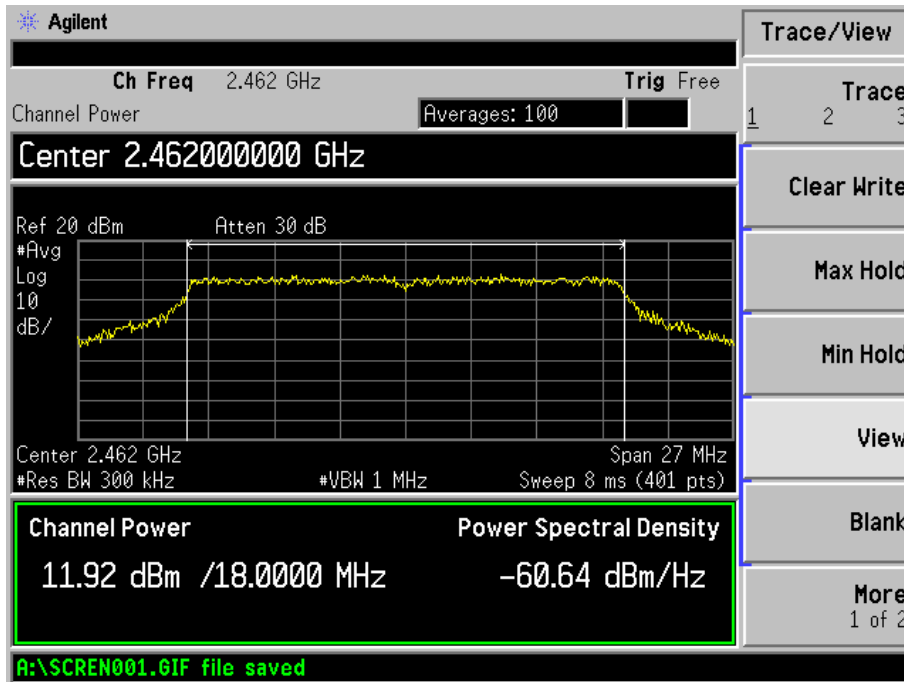 Agilent
Trace/View
Ch Freq 2.462 GHz Trig Free
Channel Power Averages: 100
Center 2.462000000 GHz
Ref 20 dBm Atten 30 dB
#Avg
Log
10
dB/
Center 2.462 GHz Span 27 MHz
#Res BW 300 kHz #VBW 1 MHz Sweep 8 ms (401 pts)
Channel Power Power Spectral Density
11.92 dBm /18.0000 MHz -60.64 dBm/Hz
A:\SCREN001.GIF file saved
Trace
1 2 3
Clear Write
Max Hold
Min Hold
View
Blank
More
1 of 2